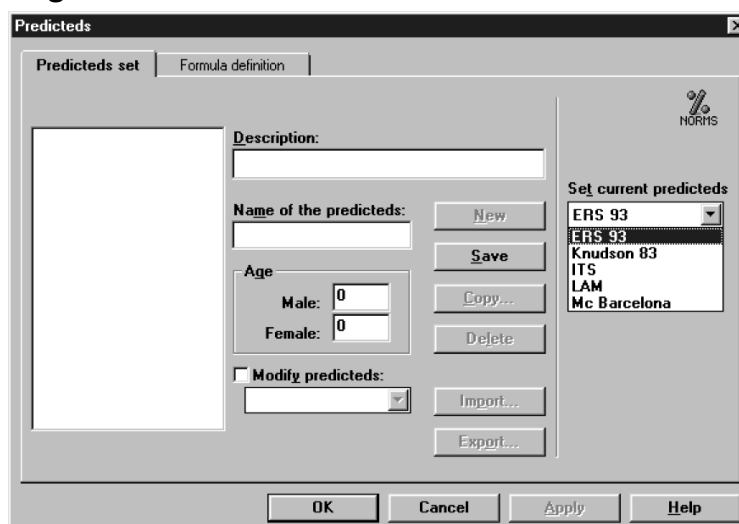 Predicteds
Predicteds set
Formula definition
NORMS
Description:
Name of the predicteds:
New
Save
Age
Male: 0
Female: 0
Copy...
Delete
Modify predicteds:
Import...
Export...
Set current predicteds
ERS 93
ERS 93
Knudson 83
ITS
LAM
Mc Barcelona
OK
Cancel
Apply
Help